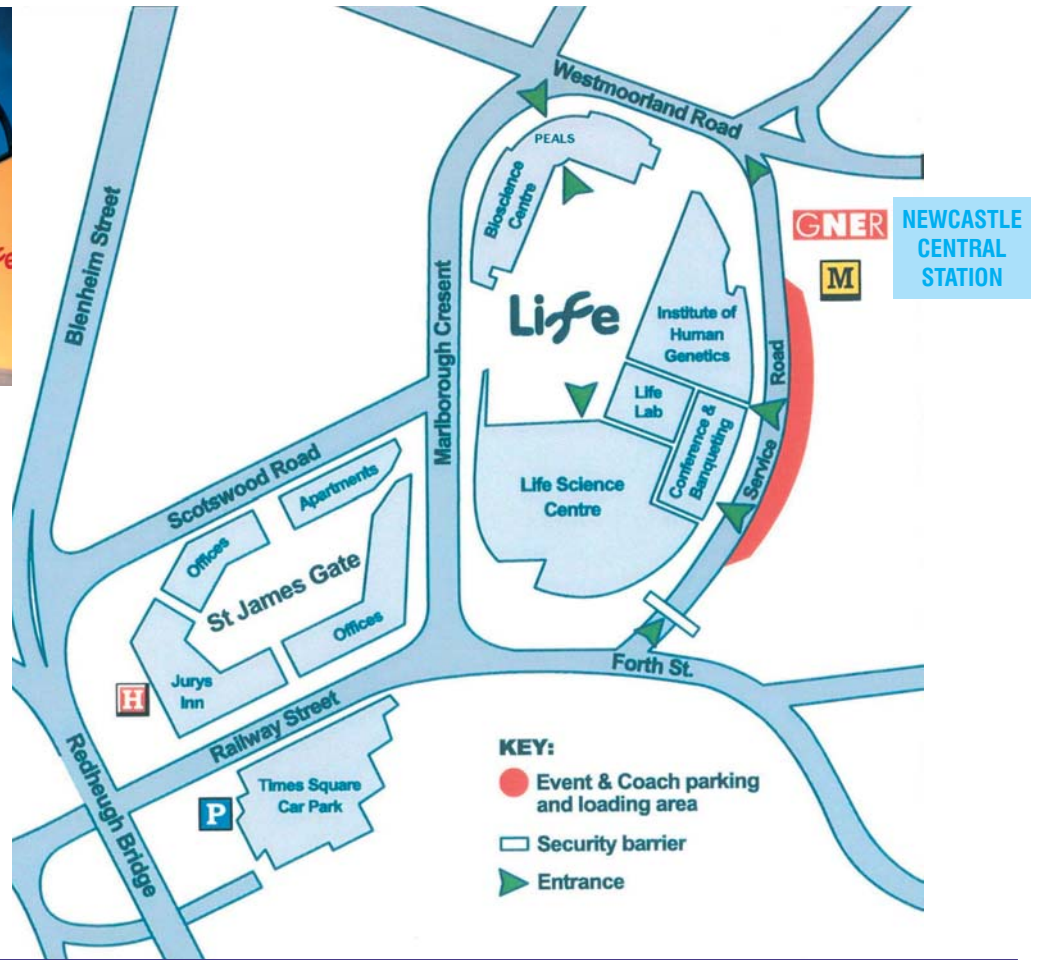 Westmoorland Road
PEALS
Bioscience
Centre
Blenheim Street
GNER
NEWCASTLE
CENTRAL
STATION
M
Marlborough Cresent
Life
Institute of
Human
Genetics
Road
Life
Lab
Conference &
Banqueting
Service
Scotswood Road
Apartments
Life Science
Centre
Offices
St James Gate
Offices
Forth St.
H
Jurys
Inn
Railway Street
Redheugh Bridge
Times Square
Car Park
P
KEY:
Event & Coach parking
and loading area
Security barrier
Entrance